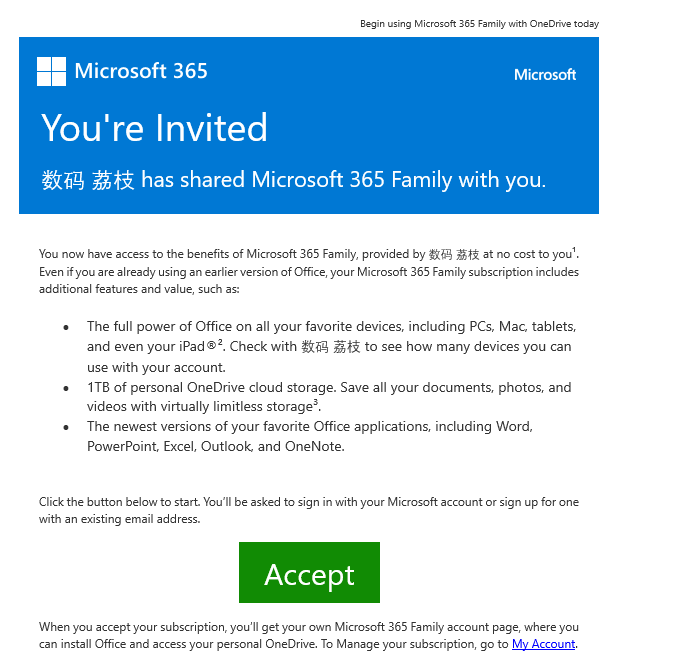 Begin using Microsoft 365 Family with OneDrive today
Microsoft 365
Microsoft
You're Invited
数码 荔枝 has shared Microsoft 365 Family with you.
You now have access to the benefits of Microsoft 365 Family, provided by 数码 荔枝 at no cost to you¹.
Even if you are already using an earlier version of Office, your Microsoft 365 Family subscription includes
additional features and value, such as:
• The full power of Office on all your favorite devices, including PCs, Mac, tablets,
and even your iPad®². Check with 数码 荔枝 to see how many devices you can
use with your account.
• 1TB of personal OneDrive cloud storage. Save all your documents, photos, and
videos with virtually limitless storage³.
• The newest versions of your favorite Office applications, including Word,
PowerPoint, Excel, Outlook, and OneNote.
Click the button below to start. You’ll be asked to sign in with your Microsoft account or sign up for one
with an existing email address.
Accept
When you accept your subscription, you’ll get your own Microsoft 365 Family account page, where you
can install Office and access your personal OneDrive. To Manage your subscription, go to My Account.